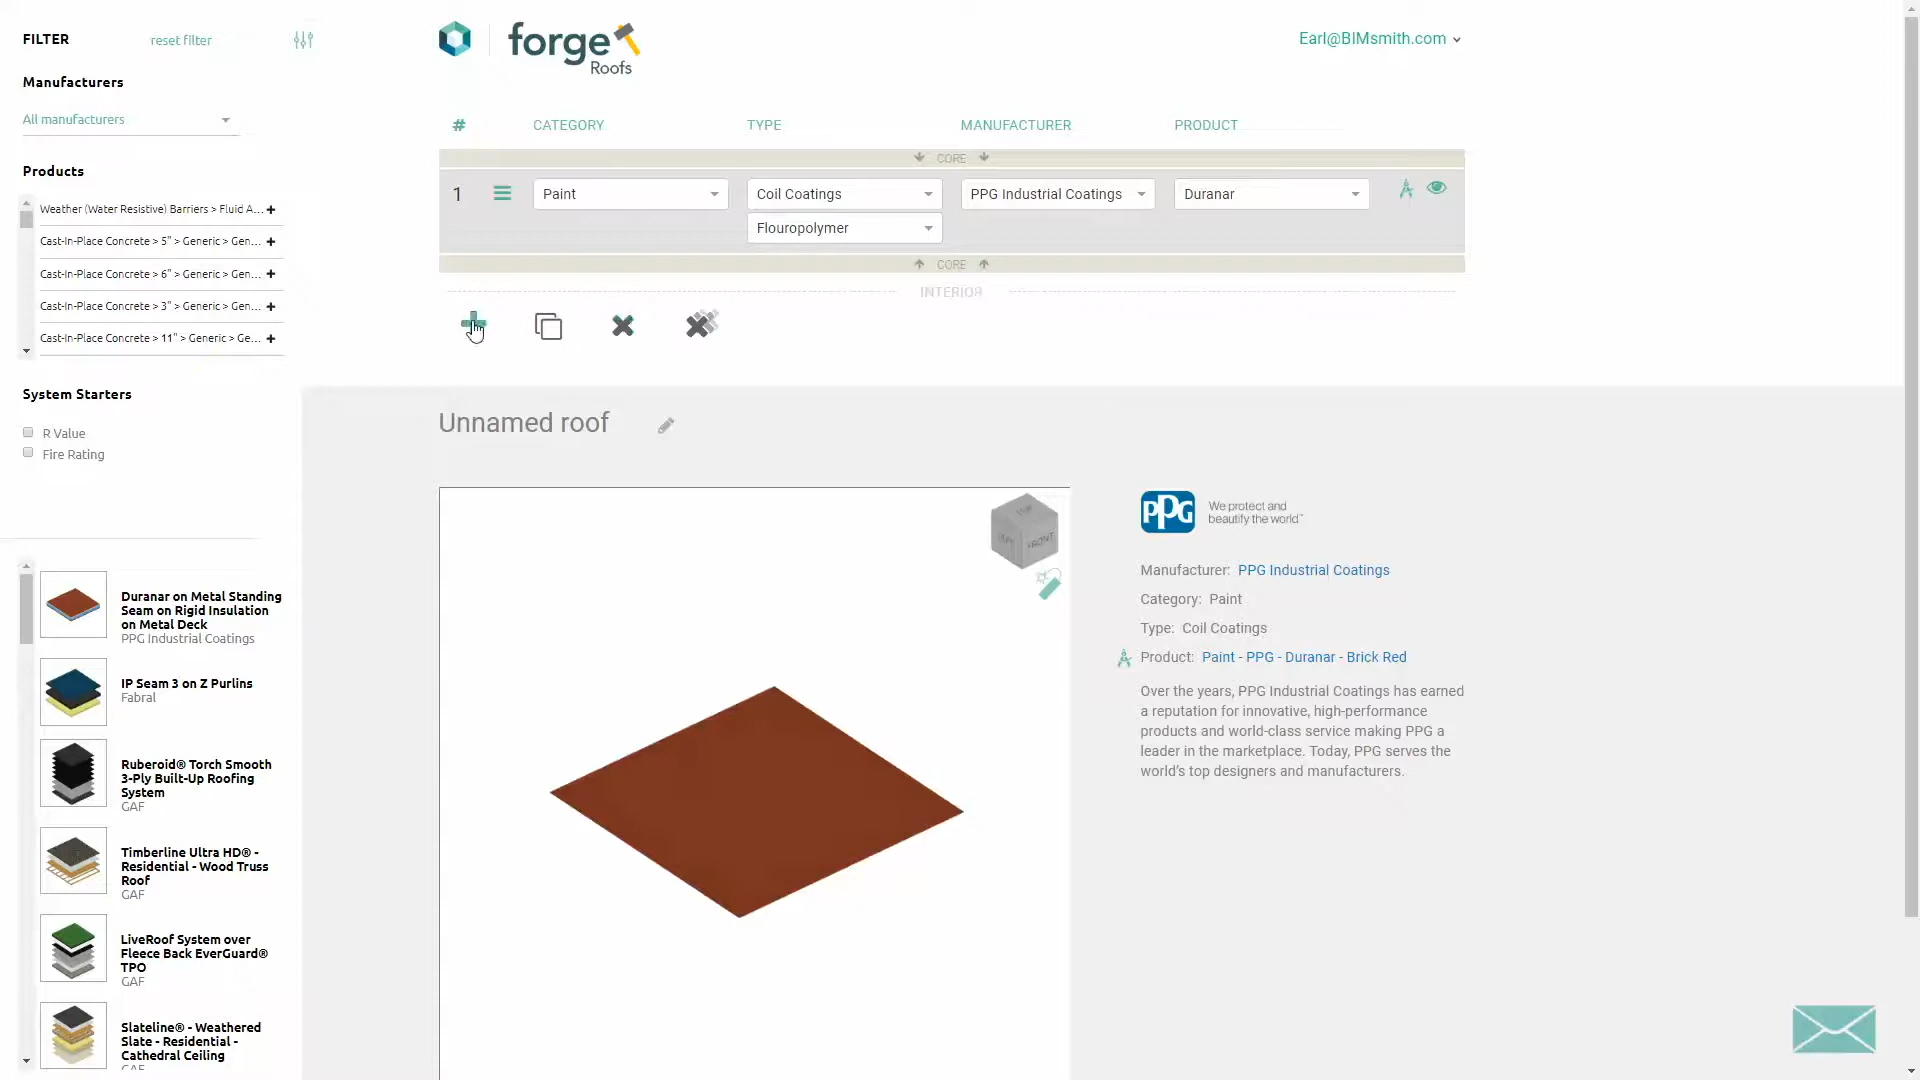 FILTER
reset filter
Manufacturers
All manufacturers
Products
Weather (Water Resistive) Barriers > Fluid A...
Cast-In-Place Concrete > 5" > Generic > Gen...
Cast-In-Place Concrete > 6" > Generic > Gen...
Cast-In-Place Concrete > 3" > Generic > Gen...
Cast-In-Place Concrete > 11" > Generic > Ge...
System Starters
R Value
Fire Rating
Duranar on Metal Standing
Seam on Rigid Insulation
on Metal Deck
PPG Industrial Coatings
IP Seam 3 on Z Purlins
Fabral
Ruberoid® Torch Smooth
3-Ply Built-Up Roofing
System
GAF
Timberline Ultra HD® -
Residential - Wood Truss
Roof
GAF
LiveRoof System over
Fleece Back EverGuard®
TPO
GAF
Slateline® - Weathered
Slate - Residential -
Cathedral Ceiling
GAF
forge
Roofs
Earl@BIMsmith.com
# CATEGORY TYPE MANUFACTURER PRODUCT
CORE
1 Paint Coil Coatings PPG Industrial Coatings Duranar
Flouropolymer
CORE
INTERIOR
Unnamed roof
FRONT
PPG We protect and
beautify the world™
Manufacturer: PPG Industrial Coatings
Category: Paint
Type: Coil Coatings
Product: Paint - PPG - Duranar - Brick Red
Over the years, PPG Industrial Coatings has earned
a reputation for innovative, high-performance
products and world-class service making PPG a
leader in the marketplace. Today, PPG serves the
world's top designers and manufacturers.